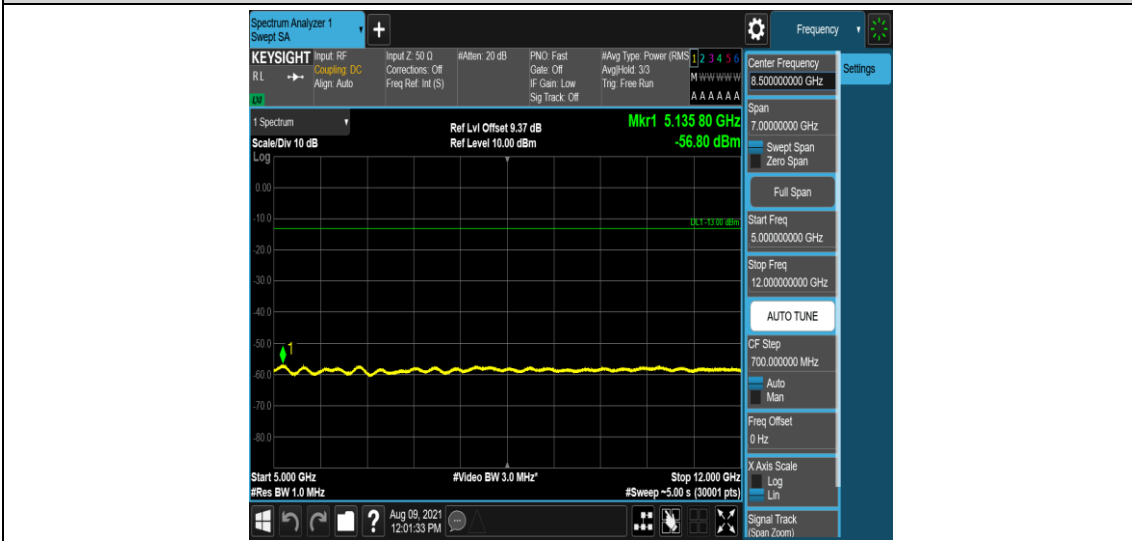 Spectrum Analyzer 1
Swept SA
+
Frequency
KEYSIGHT
RL
LXI
Input: RF
Coupling: DC
Align: Auto
Input Z: 50 Ω
Corrections: Off
Freq Ref: Int (S)
#Atten: 20 dB
PNO: Fast
Gate: Off
IF Gain: Low
Sig Track: Off
#Avg Type: Power (RMS
Avg|Hold: 3/3
Trig: Free Run
1 2 3 4 5 6
M W W W W W
A A A A A A
1 Spectrum
Scale/Div 10 dB
Log
Ref Lvl Offset 9.37 dB
Ref Level 10.00 dBm
Mkr1 5.135 80 GHz
-56.80 dBm
0.00
-10.0
DL1 -13.00 dBm
-20.0
-30.0
-40.0
-50.0
1
-60.0
-70.0
-80.0
Start 5.000 GHz
#Res BW 1.0 MHz
#Video BW 3.0 MHz*
Stop 12.000 GHz
#Sweep ~5.00 s (30001 pts)
?
Aug 09, 2021
12:01:33 PM
Center Frequency
8.500000000 GHz
Settings
Span
7.00000000 GHz
Swept Span
Zero Span
Full Span
Start Freq
5.000000000 GHz
Stop Freq
12.000000000 GHz
AUTO TUNE
CF Step
700.000000 MHz
Auto
Man
Freq Offset
0 Hz
X Axis Scale
Log
Lin
Signal Track
(Span Zoom)